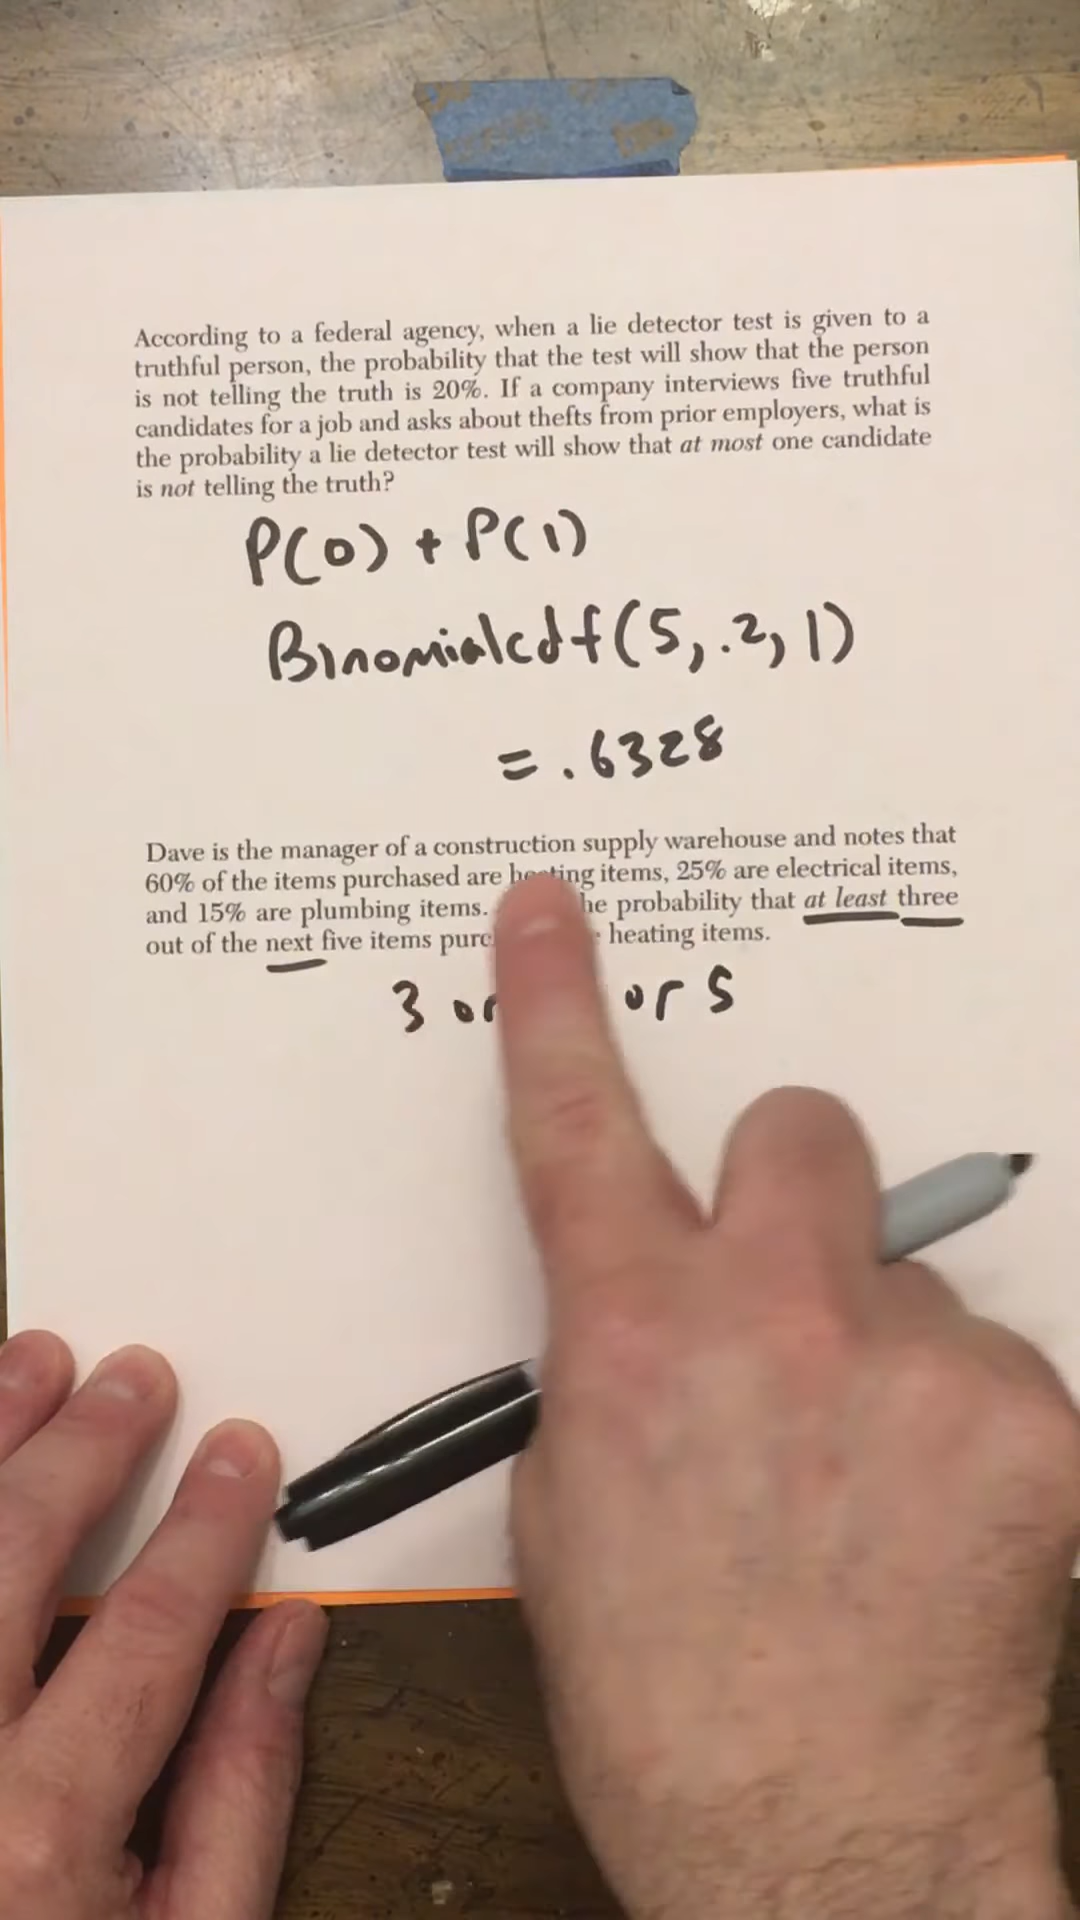 According to a federal agency, when a lie detector test is given to a
truthful person, the probability that the test will show that the person
is not telling the truth is 20%. If a company interviews five truthful
candidates for a job and asks about thefts from prior employers, what is
the probability a lie detector test will show that at most one candidate
is not telling the truth?
P(0) + P(1)
Binomialcdf(5, .2, 1)
= .6328
Dave is the manager of a construction supply warehouse and notes that
60% of the items purchased are heating items, 25% are electrical items,
and 15% are plumbing items. probability that at least three
out of the next five items heating items.
3 or or 5